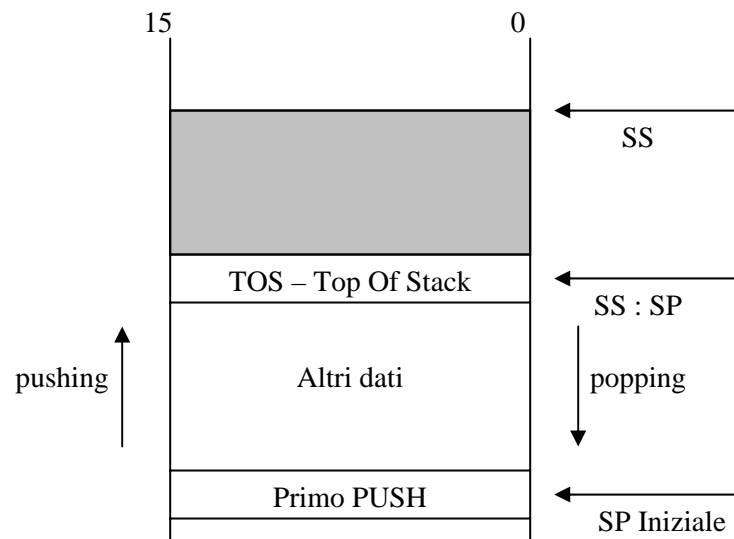 15 0
SS
TOS – Top Of Stack
SS : SP
pushing Altri dati popping
Primo PUSH
SP Iniziale